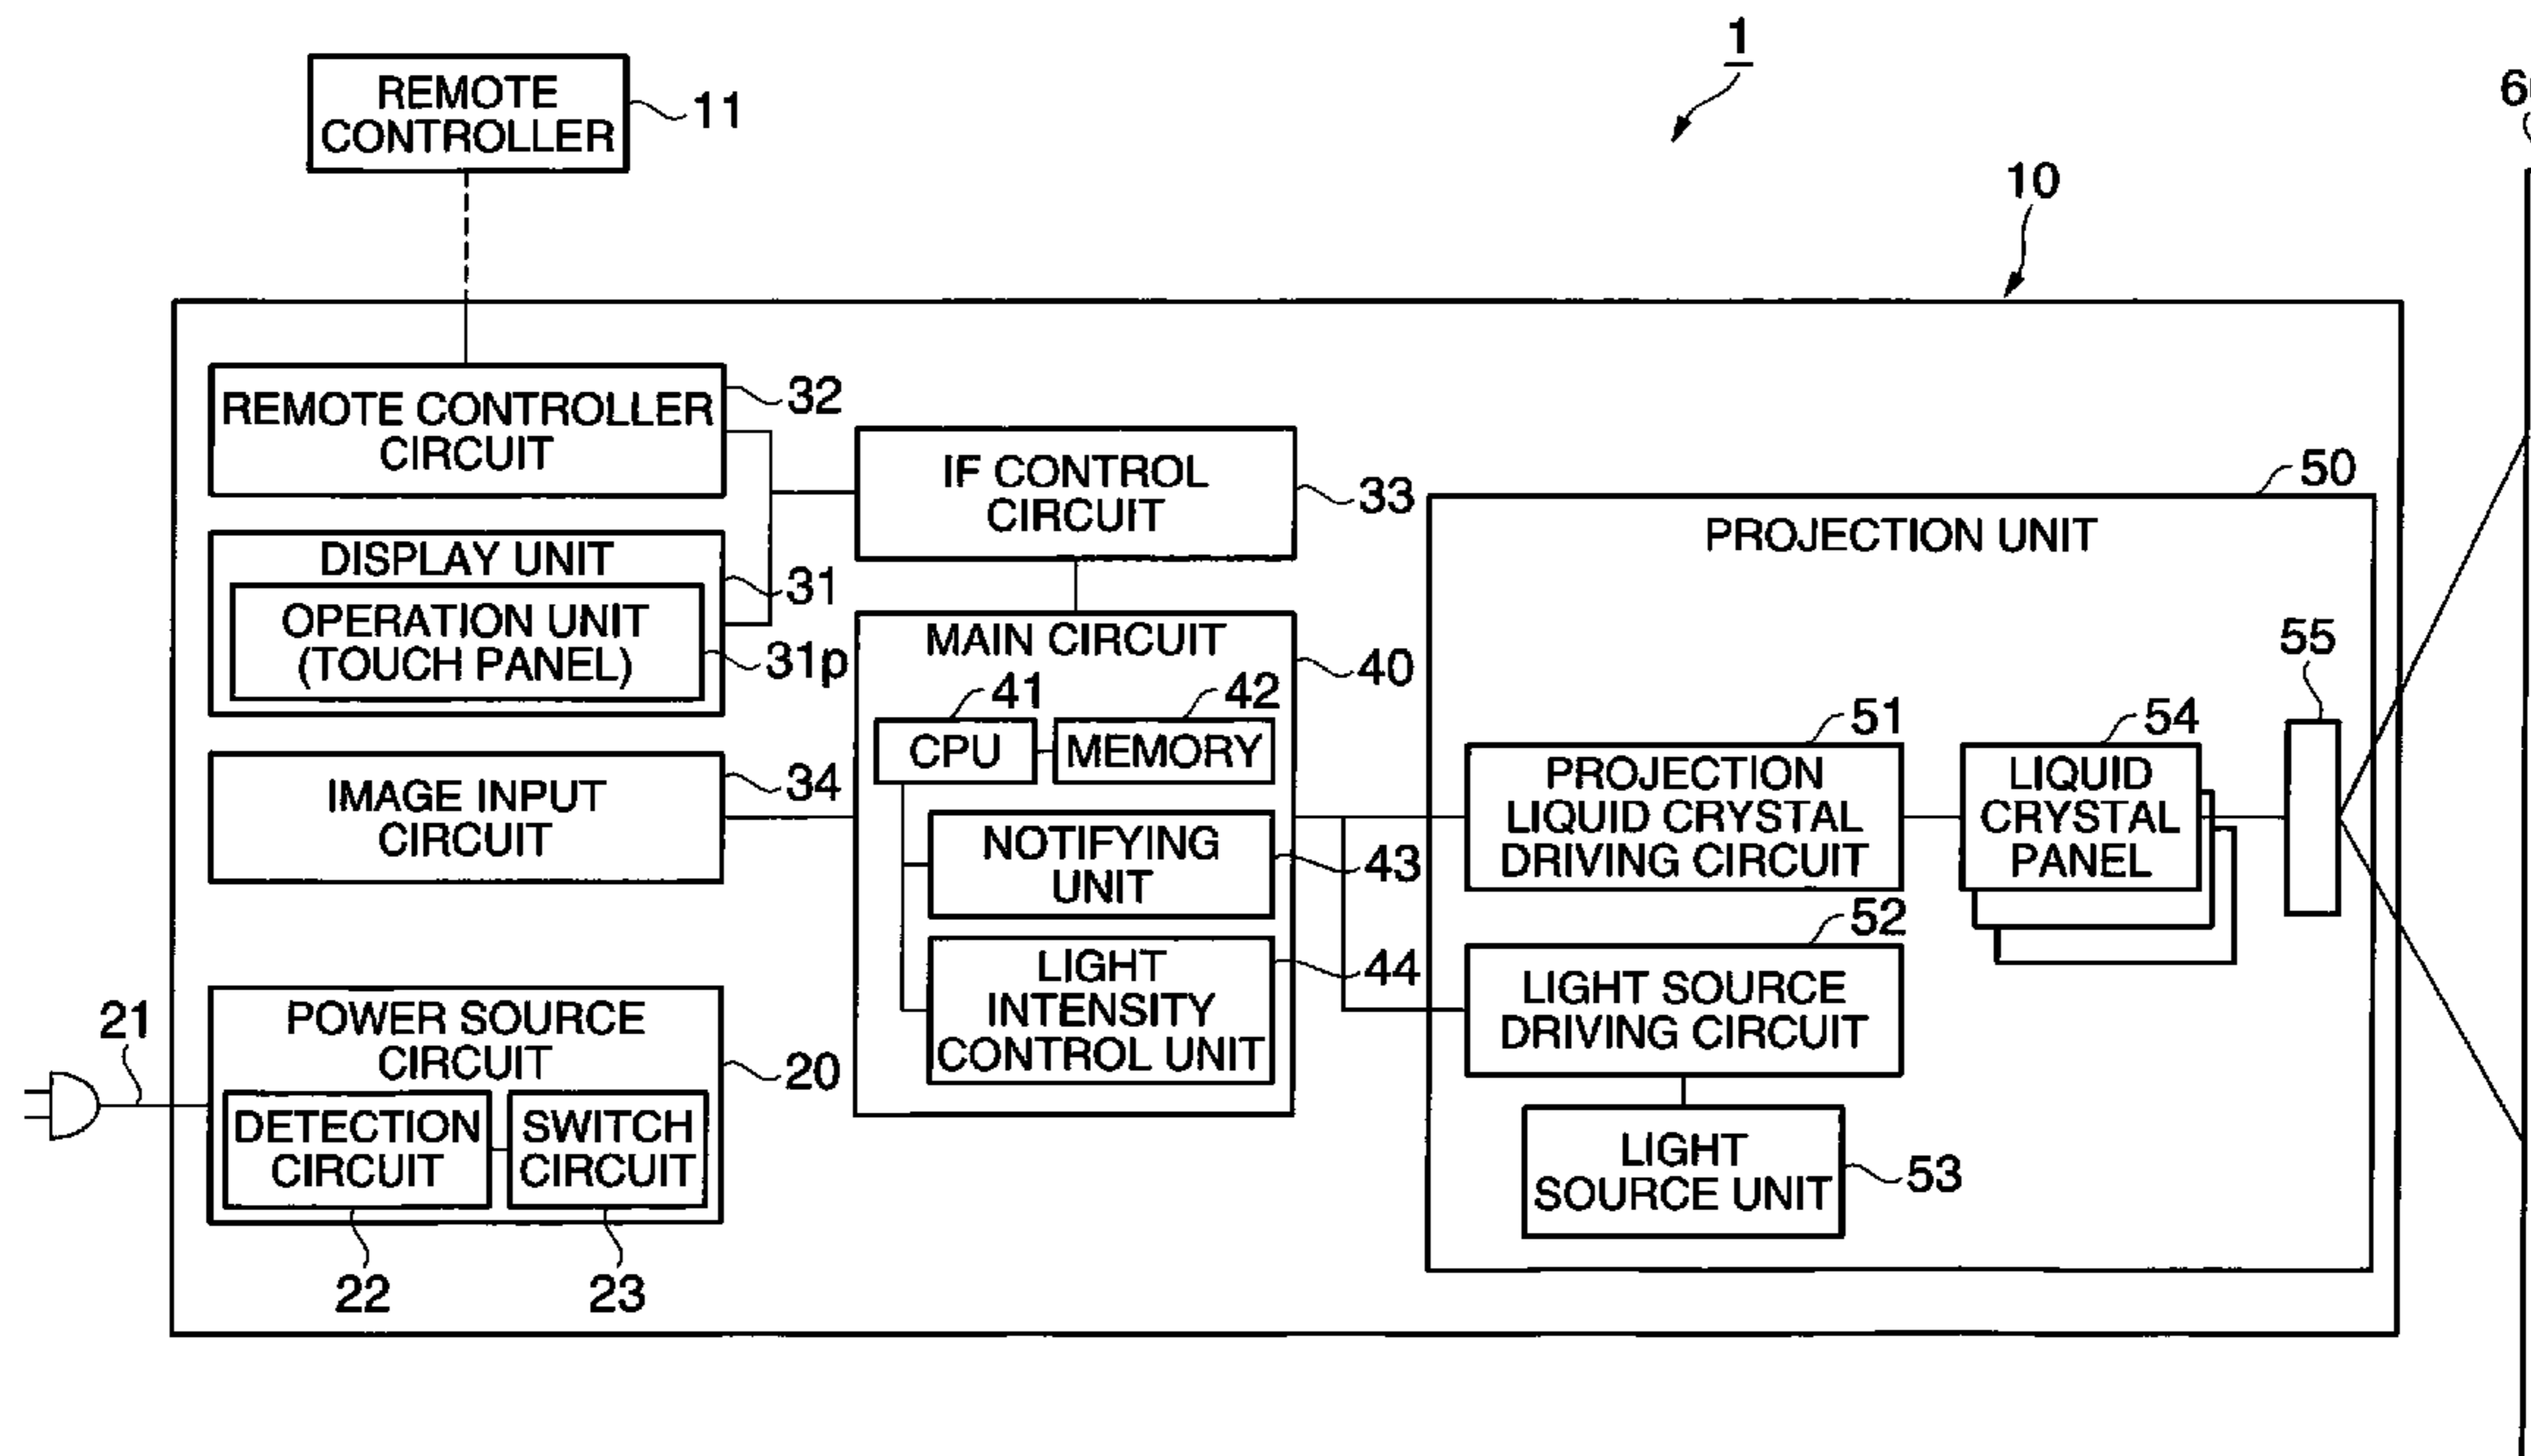 1
REMOTE
CONTROLLER
11
10
REMOTE CONTROLLER
CIRCUIT
32
IF CONTROL
CIRCUIT
33
DISPLAY UNIT
31
OPERATION UNIT
(TOUCH PANEL)
31p
IMAGE INPUT
CIRCUIT
34
MAIN CIRCUIT
40
41
42
CPU
MEMORY
NOTIFYING
UNIT
43
LIGHT
INTENSITY
CONTROL UNIT
44
21
POWER SOURCE
CIRCUIT
20
DETECTION
CIRCUIT
SWITCH
CIRCUIT
22
23
50
PROJECTION UNIT
51
PROJECTION
LIQUID CRYSTAL
DRIVING CIRCUIT
54
LIQUID
CRYSTAL
PANEL
55
52
LIGHT SOURCE
DRIVING CIRCUIT
LIGHT
SOURCE UNIT
53